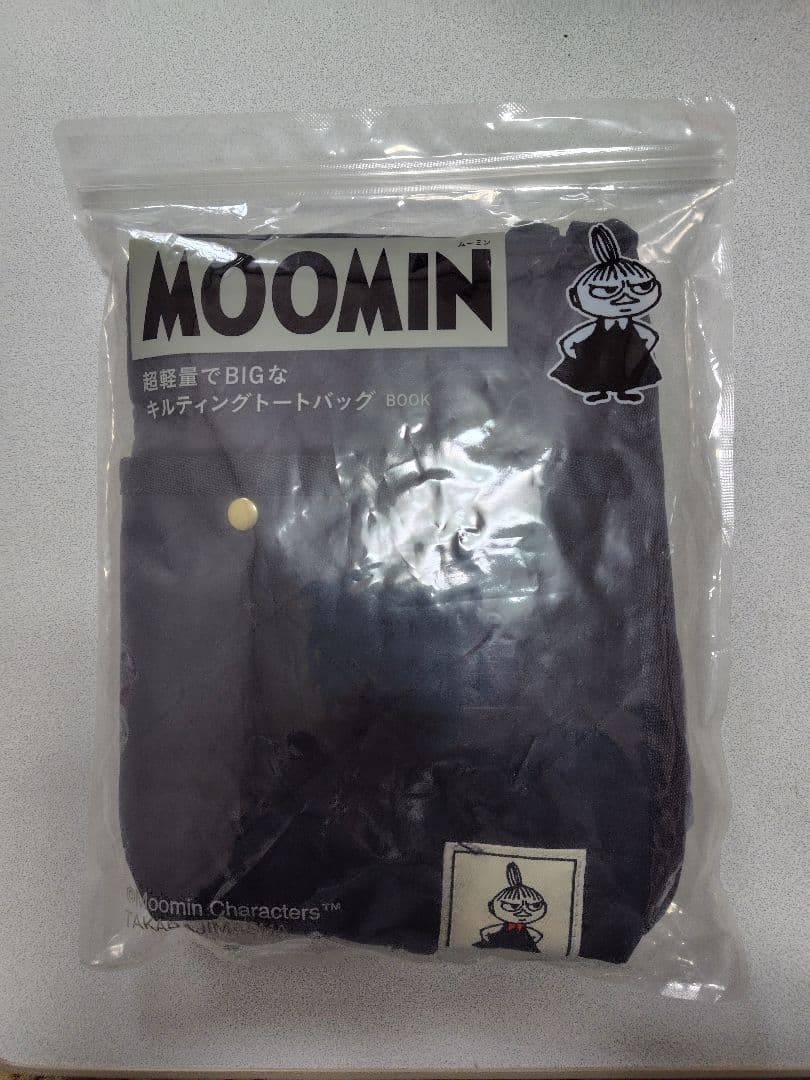 ムーミン
MOOMIN
超軽量でBIGな
キルティングトートバッグ BOOK
©Moomin Characters™